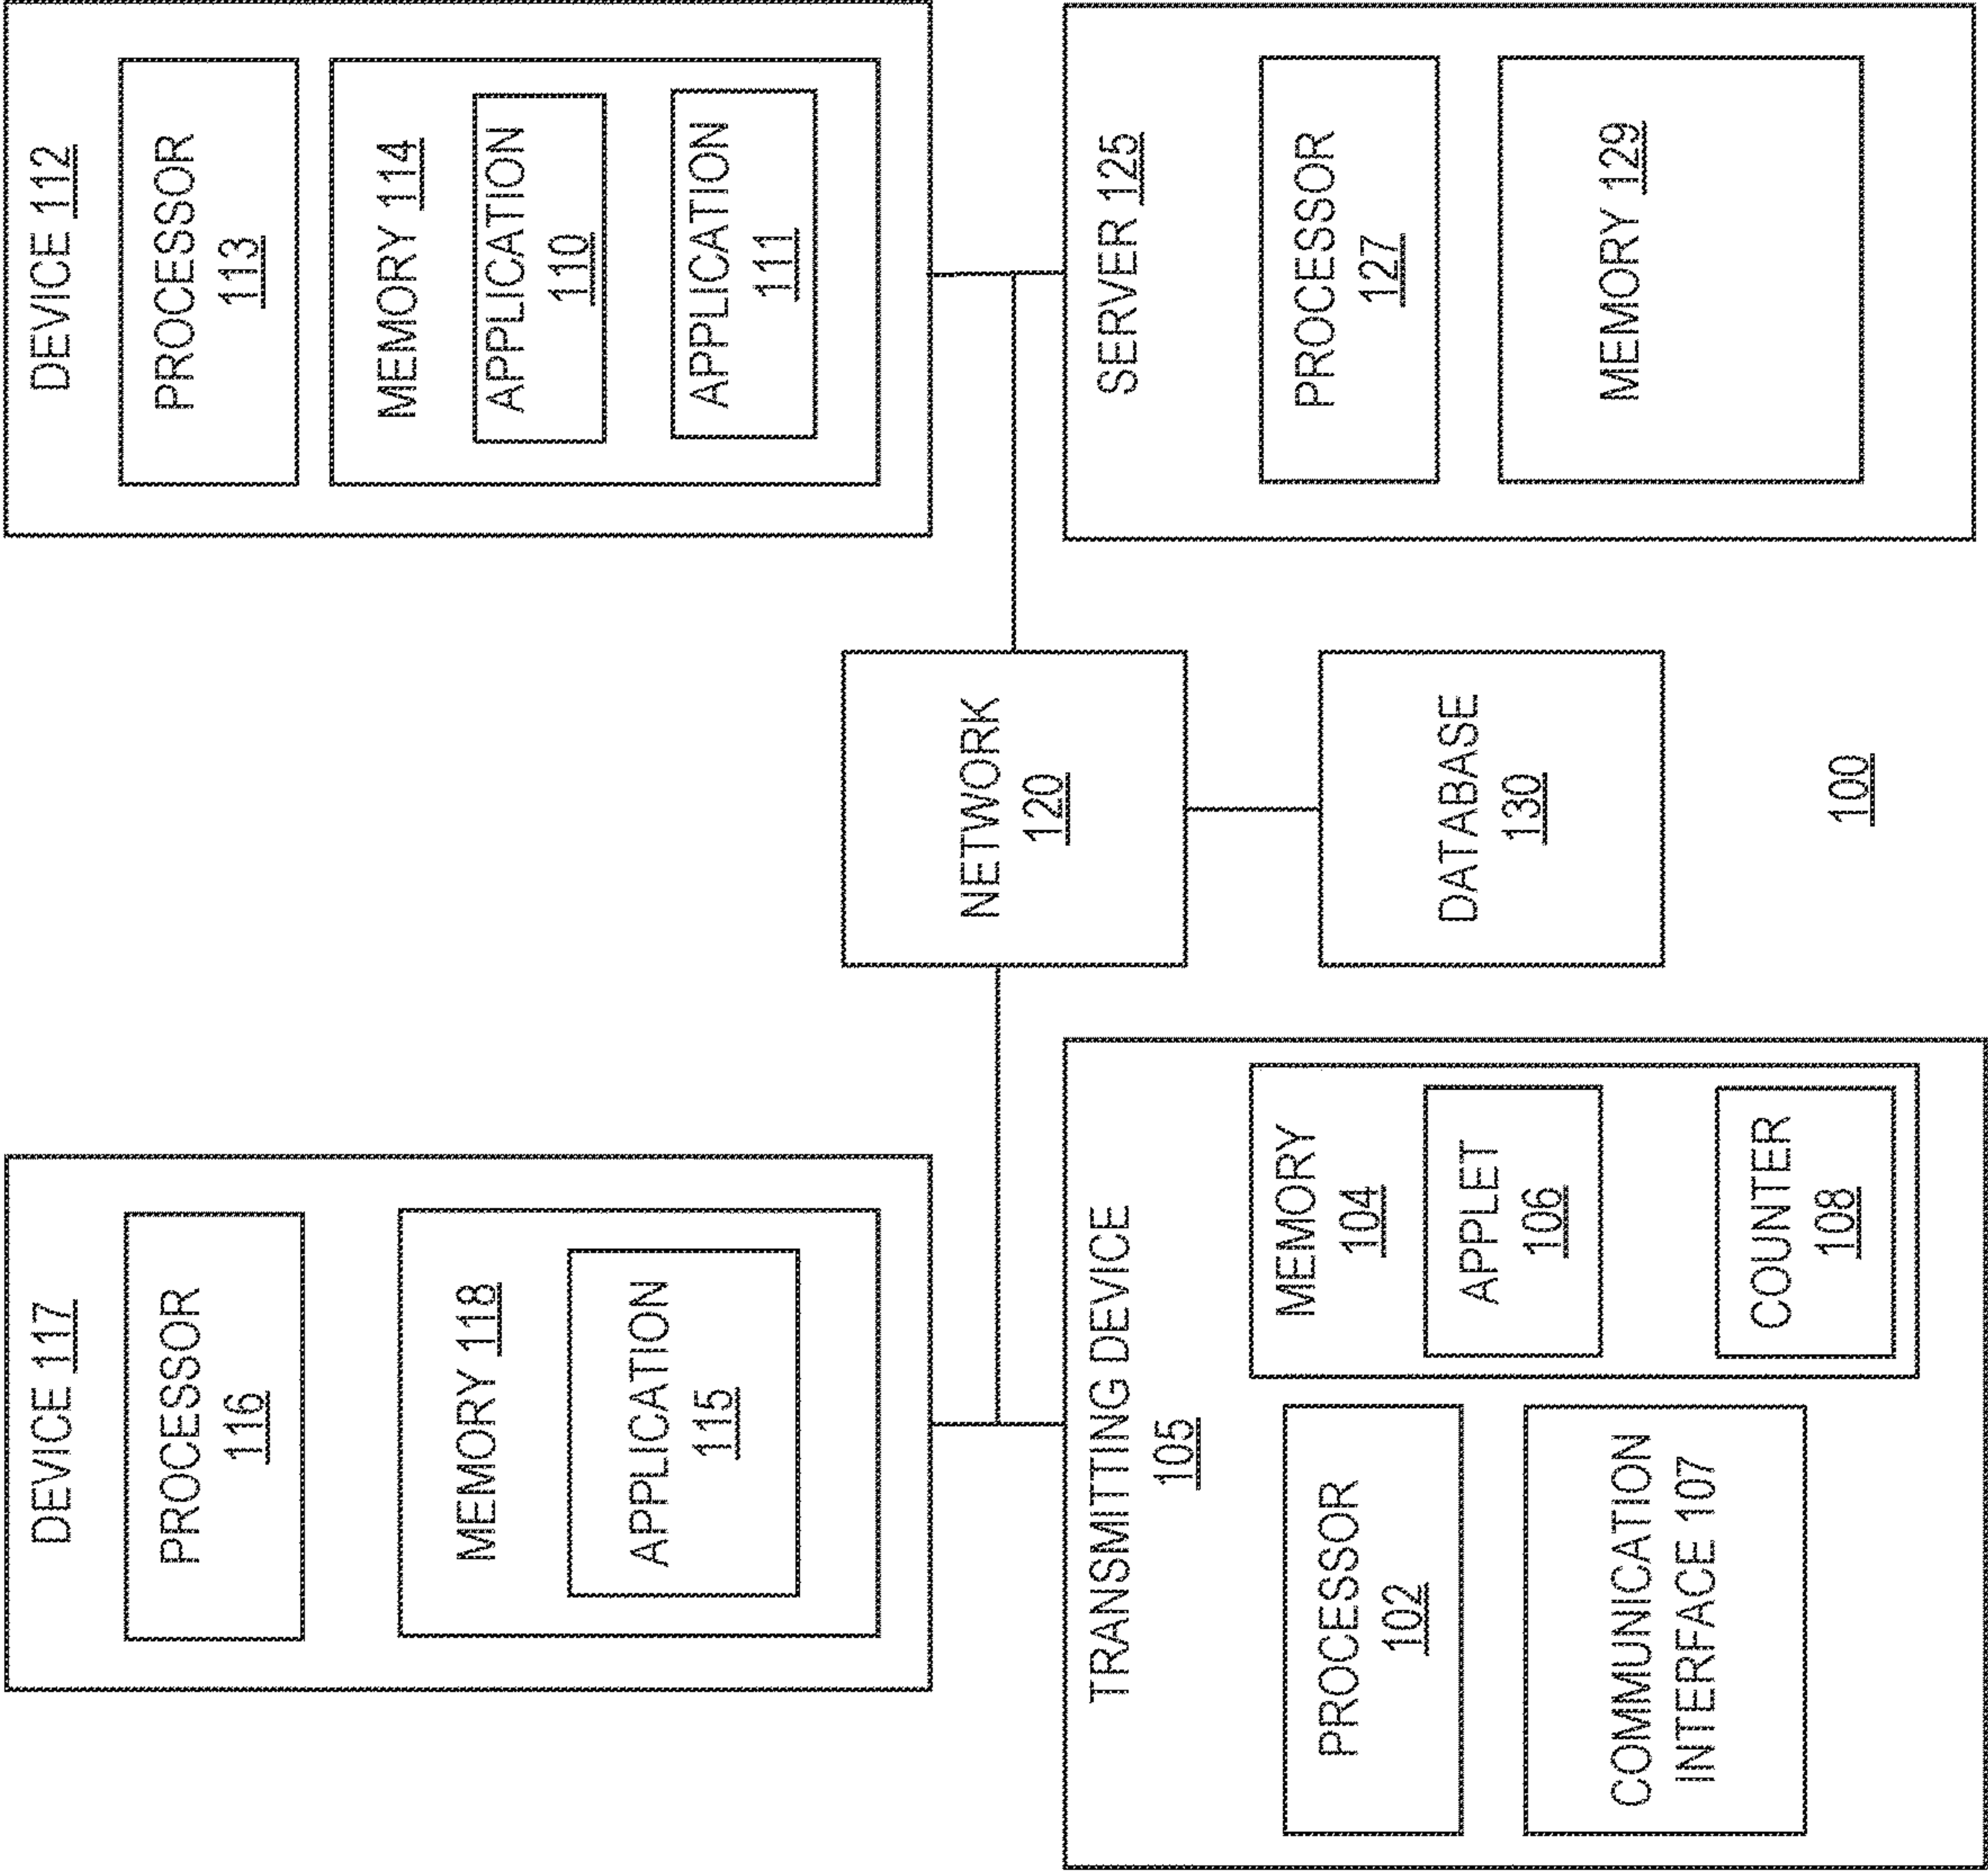 DEVICE 117
PROCESSOR
116
MEMORY 118
APPLICATION
115
DEVICE 112
PROCESSOR
113
MEMORY 114
APPLICATION
110
APPLICATION
111
NETWORK
120
TRANSMITTING DEVICE
105
PROCESSOR
102
COMMUNICATION
INTERFACE 107
MEMORY
104
APPLET
106
COUNTER
108
DATABASE
130
SERVER 125
PROCESSOR
127
MEMORY 129
100